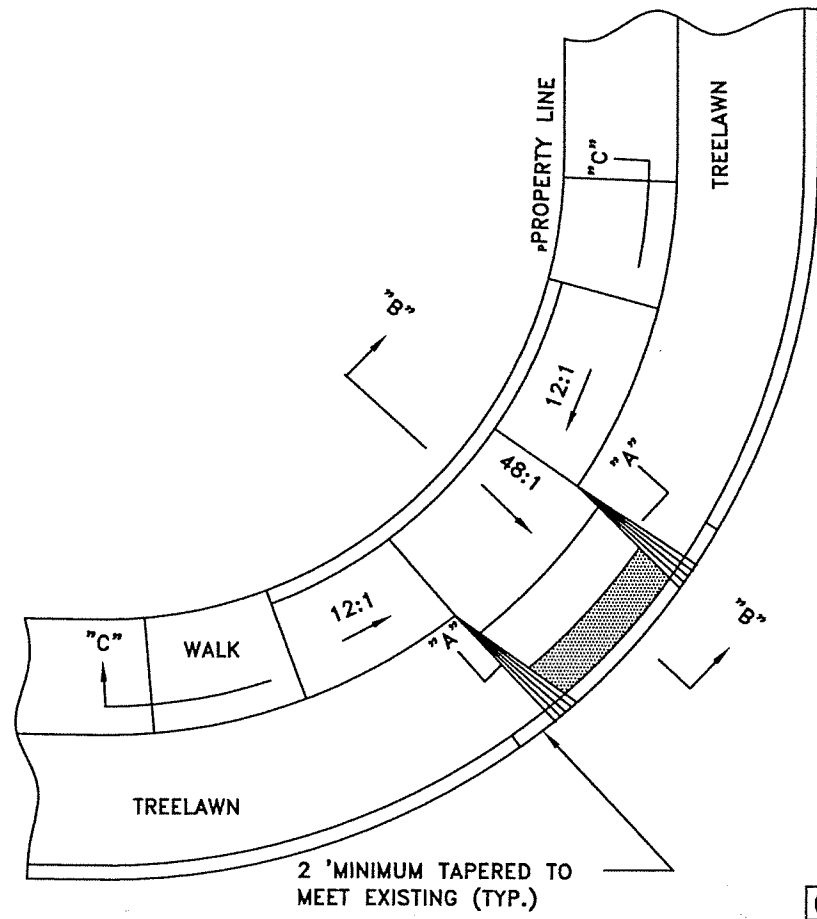 PROPERTY LINE
TREELAWN
"C"
"B"
12:1
"A"
48:1
"C"
WALK
12:1
"A"
"B"
TREELAWN
2 'MINIMUM TAPERED TO
MEET EXISTING (TYP.)